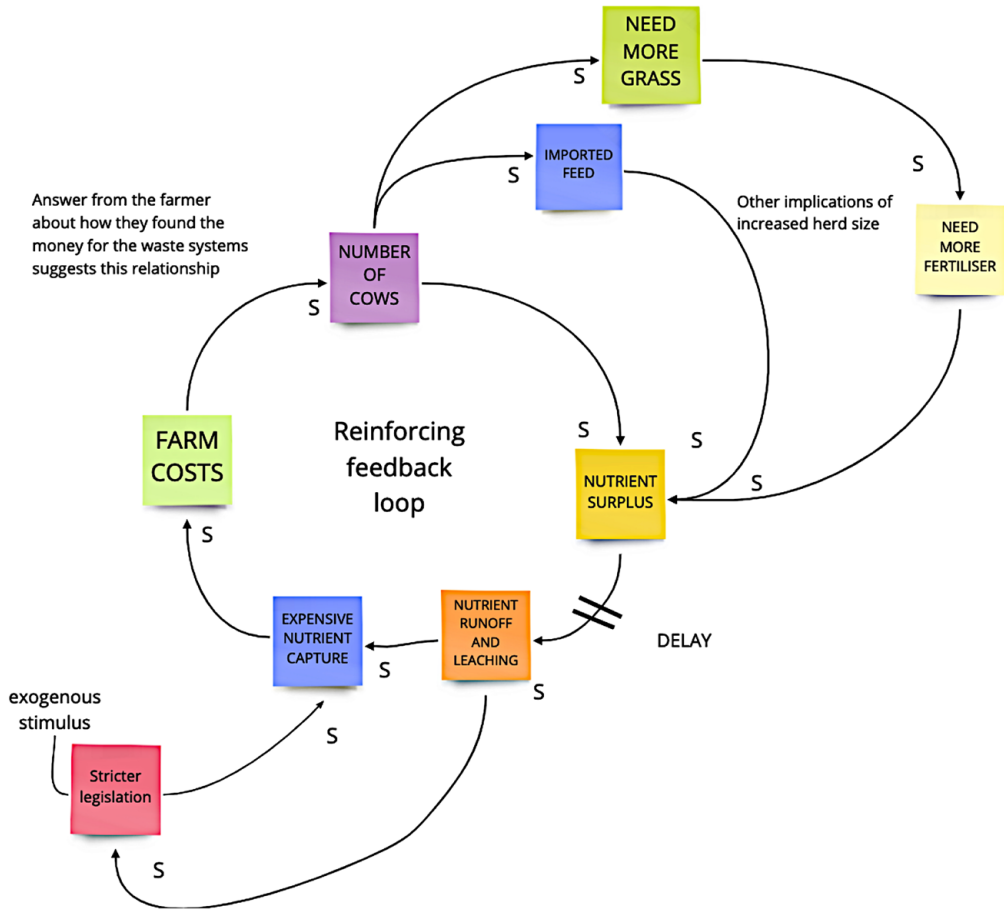 NEED
MORE
GRASS
S
IMPORTED
FEED
S
S
Answer from the farmer
about how they found the
money for the waste systems
suggests this relationship
Other implications of
increased herd size
NEED
MORE
FERTILISER
NUMBER
OF
COWS
S
FARM
COSTS
Reinforcing
feedback
loop
S
S
S
NUTRIENT
SURPLUS
S
EXPENSIVE
NUTRIENT
CAPTURE
NUTRIENT
RUNOFF
AND
LEACHING
DELAY
S
S
exogenous
stimulus
S
Stricter
legislation
S